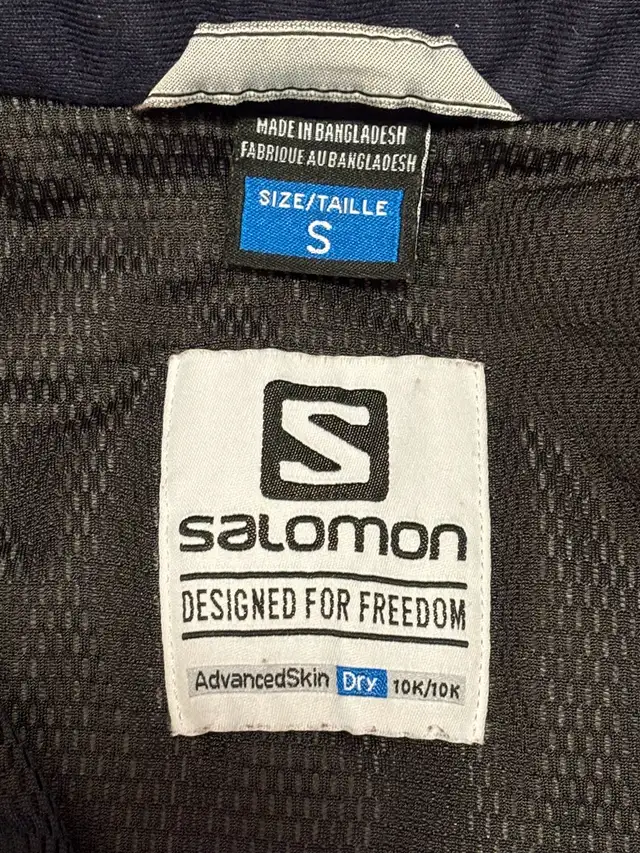 MADE IN BANGLADESH
FABRIQUE AU BANGLADESH
SIZE/TAILLE
S
S
SALOMON
DESIGNED FOR FREEDOM
AdvancedSkin Dry 10K/10K